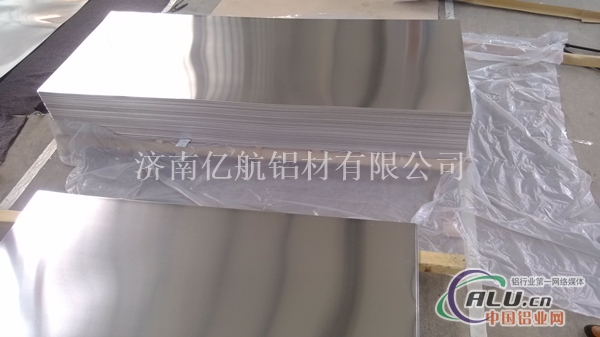 济南亿航铝材有限公司
铝行业第一网络媒体
ALU.cn
中国铝业网